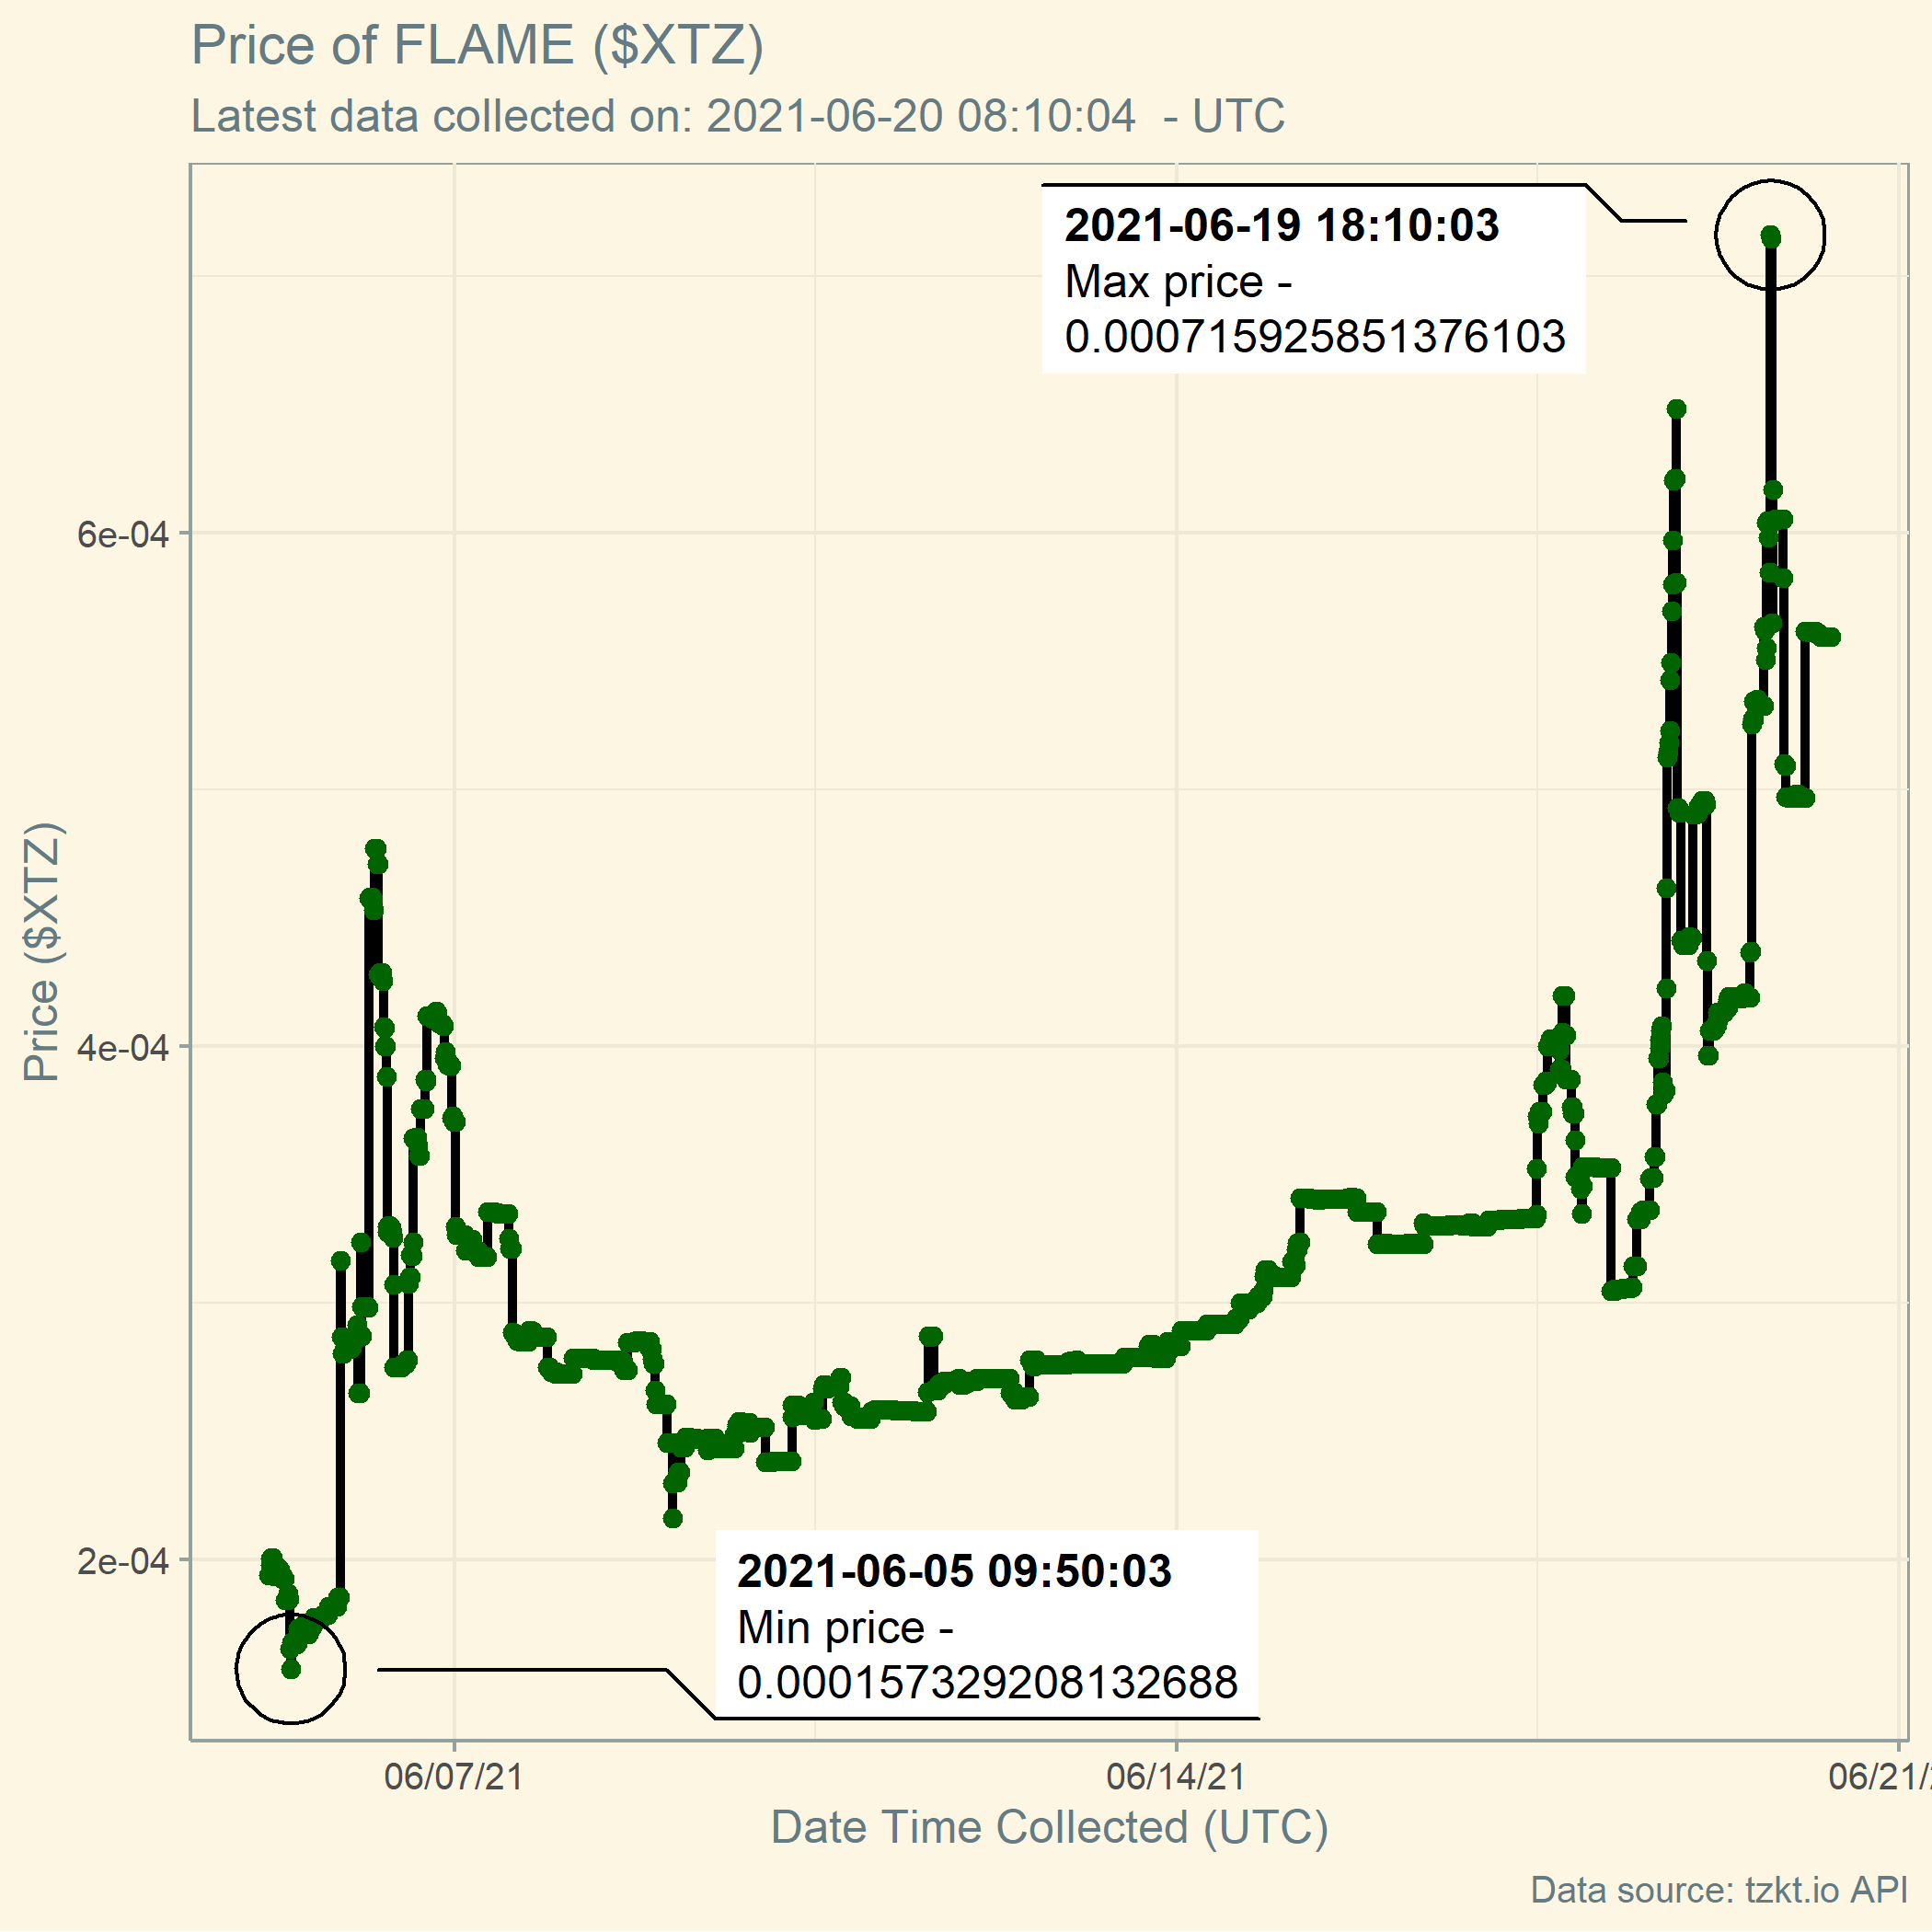 Price of FLAME ($XTZ)
Latest data collected on: 2021-06-20 08:10:04  - UTC
2021-06-19 18:10:03
Max price -
0.000715925851376103
6e-04
4e-04
2e-04
Price ($XTZ)
2021-06-05 09:50:03
Min price -
0.000157329208132688
06/07/21
06/14/21
06/21/
Date Time Collected (UTC)
Data source: tzkt.io API